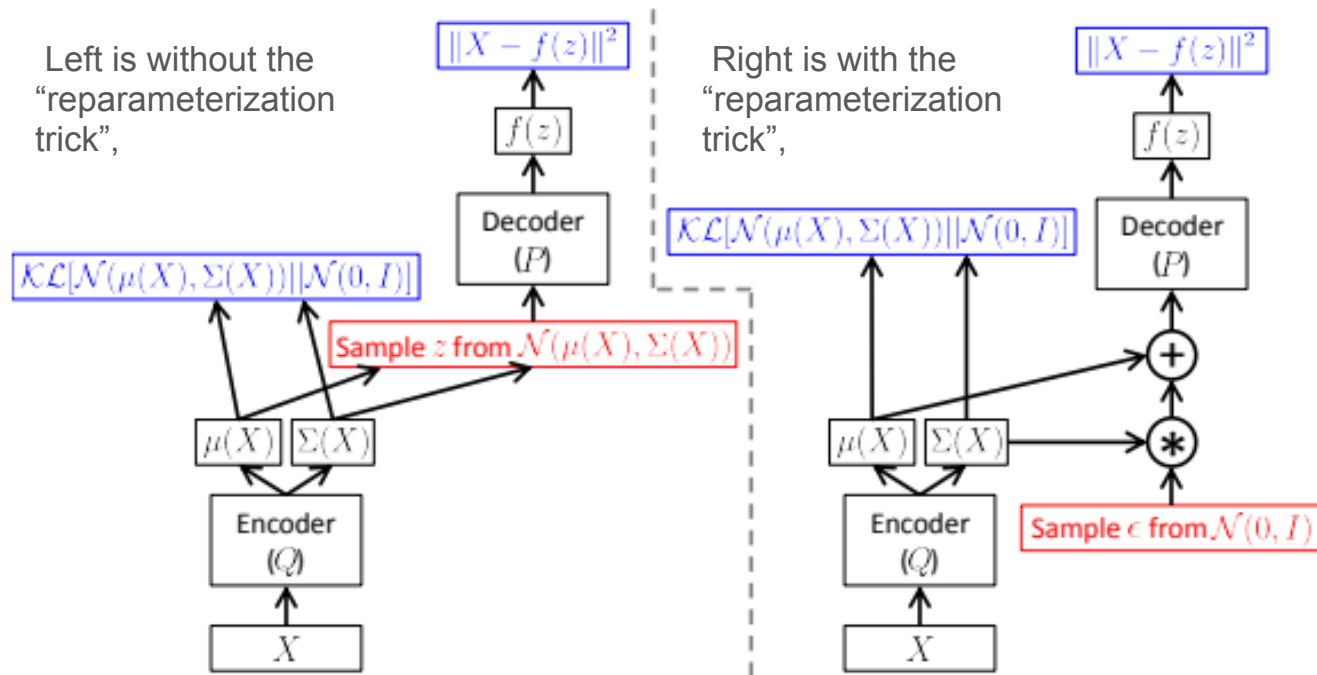 Left is without the
“reparameterization
trick”,
‖X − f(z)‖²
f(z)
Decoder
(P)
𝒦ℒ[𝒩(μ(X), Σ(X))||𝒩(0, I)]
Sample z from 𝒩(μ(X), Σ(X))
μ(X)
Σ(X)
Encoder
(Q)
X
Right is with the
“reparameterization
trick”,
‖X − f(z)‖²
f(z)
Decoder
(P)
𝒦ℒ[𝒩(μ(X), Σ(X))||𝒩(0, I)]
+
μ(X)
Σ(X)
*
Encoder
(Q)
Sample ϵ from 𝒩(0, I)
X